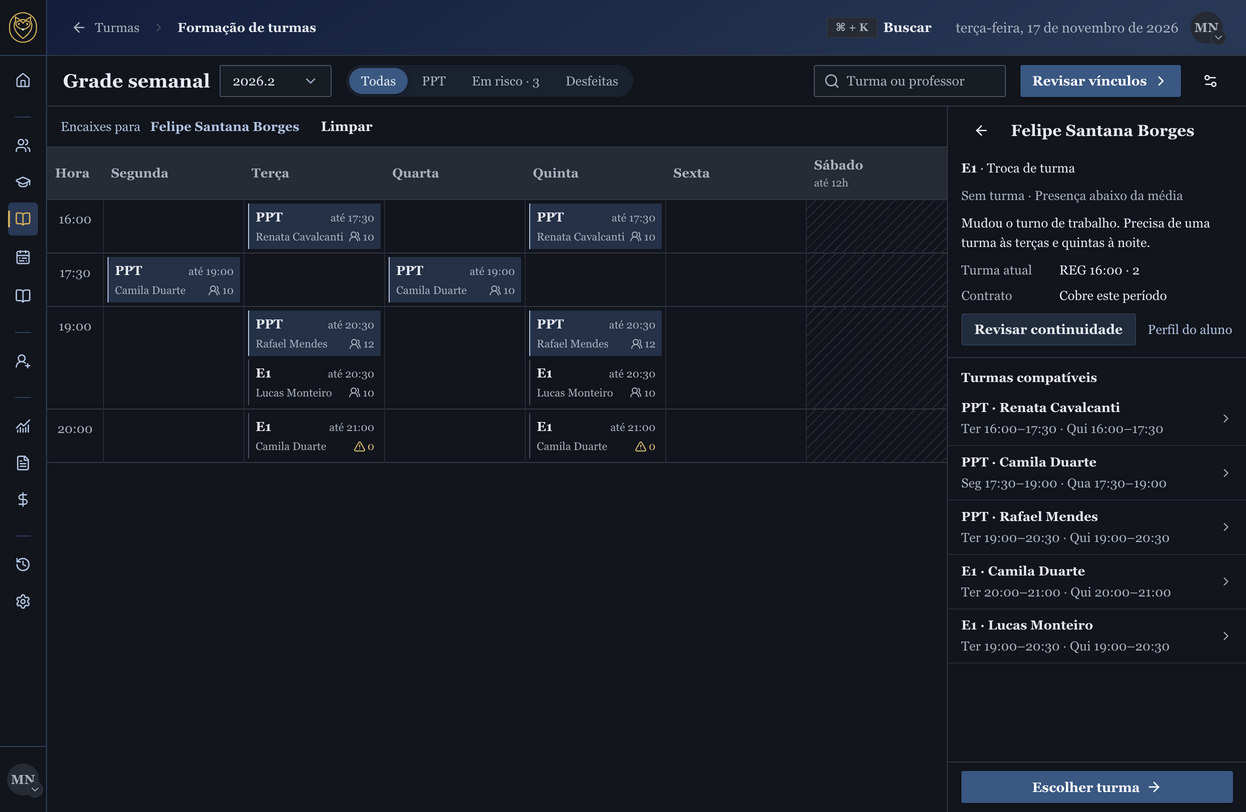 Turmas
Formação de turmas
⌘ + K
Buscar
terça-feira, 17 de novembro de 2026
MN
Grade semanal
2026.2
Todas
PPT
Em risco · 3
Desfeitas
Turma ou professor
Revisar vínculos
Encaixes para Felipe Santana Borges
Limpar
Hora
Segunda
Terça
Quarta
Quinta
Sexta
Sábado
até 12h
16:00
PPT até 17:30
Renata Cavalcanti 10
PPT até 17:30
Renata Cavalcanti 10
17:30
PPT até 19:00
Camila Duarte 10
PPT até 19:00
Camila Duarte 10
19:00
PPT até 20:30
Rafael Mendes 12
E1 até 20:30
Lucas Monteiro 10
PPT até 20:30
Rafael Mendes 12
E1 até 20:30
Lucas Monteiro 10
20:00
E1 até 21:00
Camila Duarte 0
E1 até 21:00
Camila Duarte 0
Felipe Santana Borges
E1 · Troca de turma
Sem turma · Presença abaixo da média
Mudou o turno de trabalho. Precisa de uma
turma às terças e quintas à noite.
Turma atual REG 16:00 · 2
Contrato Cobre este período
Revisar continuidade
Perfil do aluno
Turmas compatíveis
PPT · Renata Cavalcanti
Ter 16:00–17:30 · Qui 16:00–17:30
PPT · Camila Duarte
Seg 17:30–19:00 · Qua 17:30–19:00
PPT · Rafael Mendes
Ter 19:00–20:30 · Qui 19:00–20:30
E1 · Camila Duarte
Ter 20:00–21:00 · Qui 20:00–21:00
E1 · Lucas Monteiro
Ter 19:00–20:30 · Qui 19:00–20:30
Escolher turma
MN